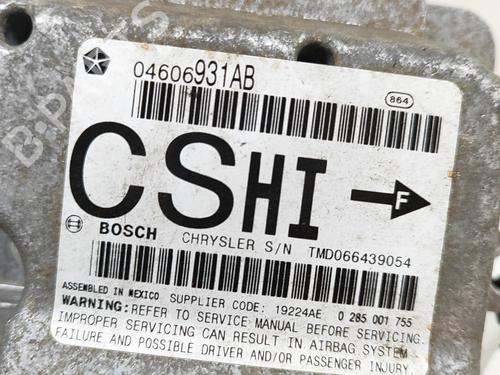 04606931AB
864
CSHI
F
BOSCH CHRYSLER S/N TMD066439054
ASSEMBLED IN MEXICO SUPPLIER CODE: 19224AE 0 285 001 755
WARNING: REFER TO SERVICE MANUAL BEFORE SERVICING.
IMPROPER SERVICING CAN RESULT IN AIRBAG SYSTEM
FAILURE AND POSSIBLE DRIVER AND/OR PASSENGER INJURY.